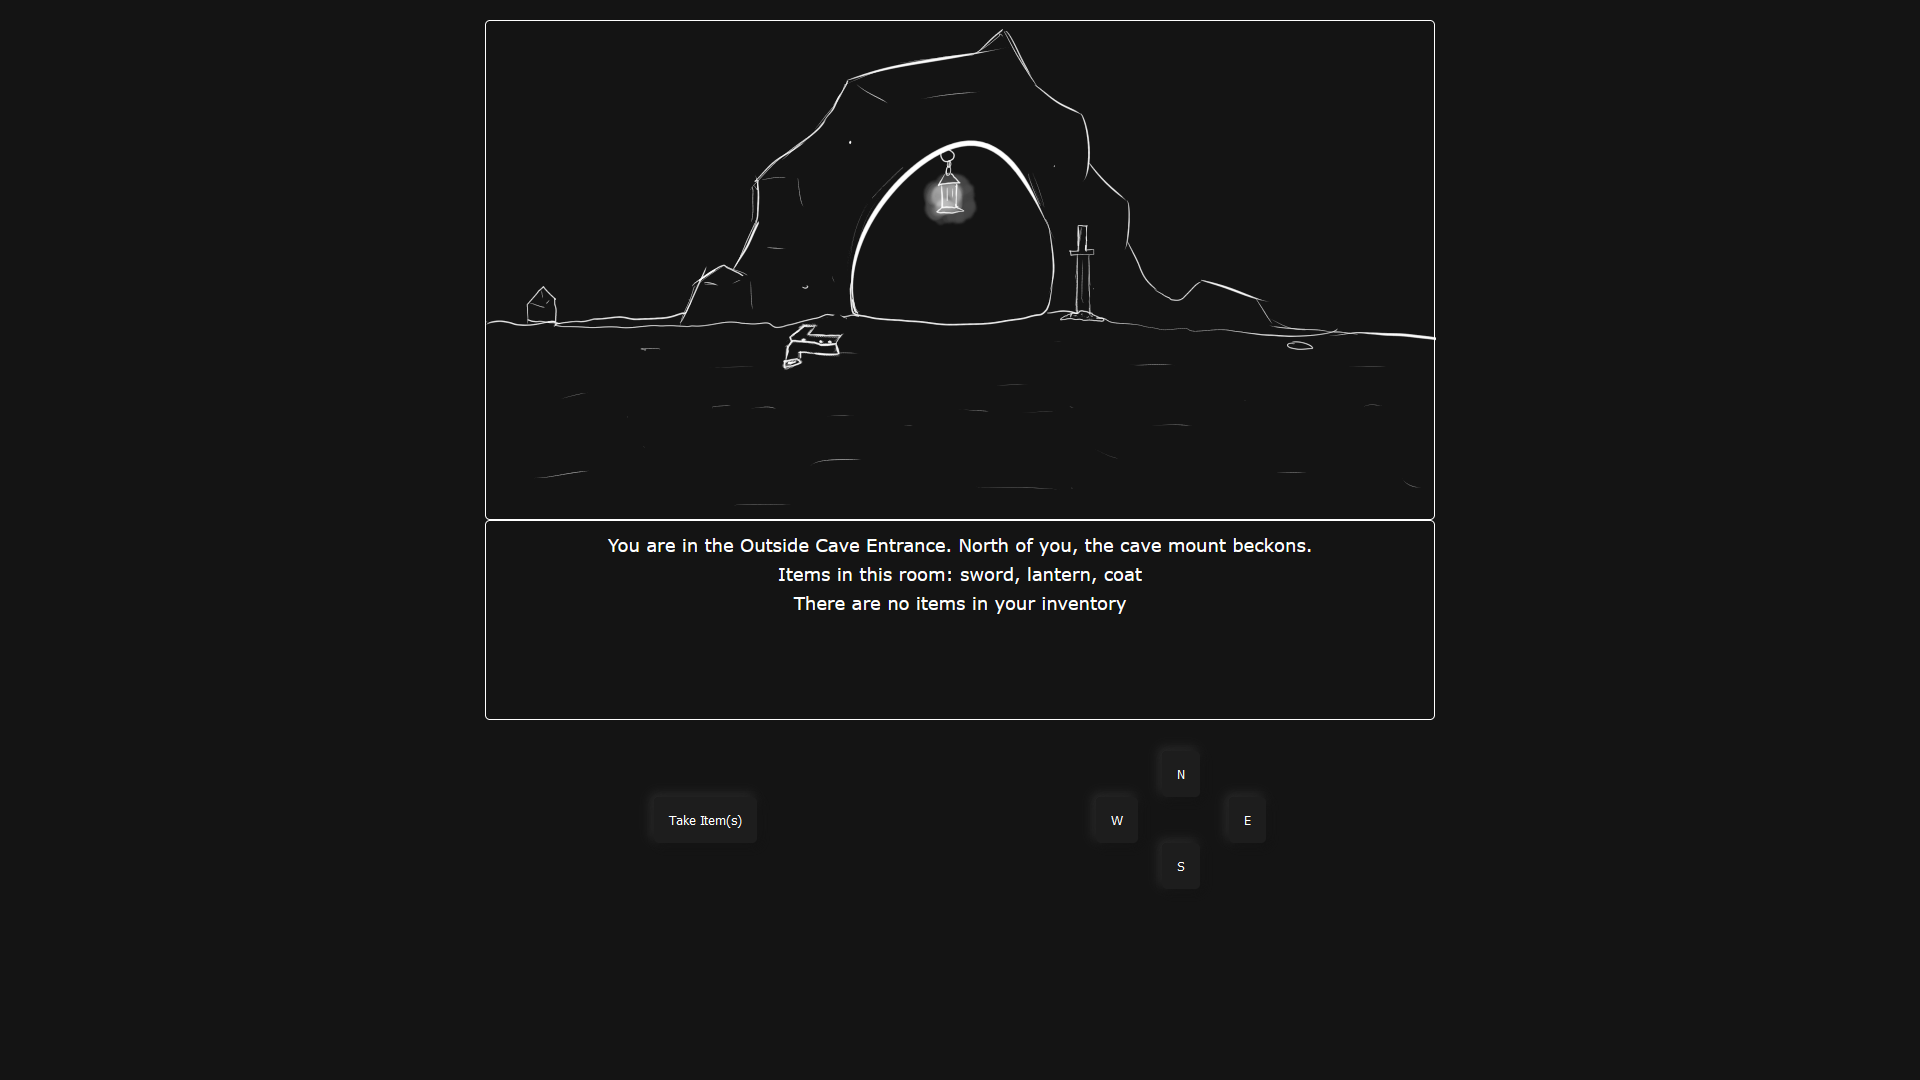 You are in the Outside Cave Entrance. North of you, the cave mount beckons.
Items in this room: sword, lantern, coat
There are no items in your inventory
N
Take Item(s)
W
E
S